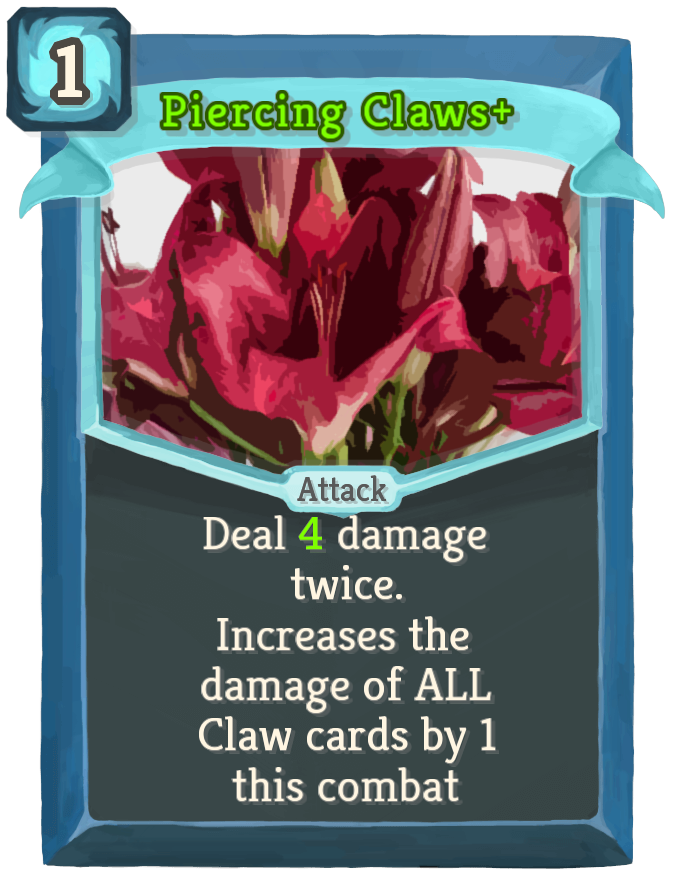 1
Piercing Claws+
Attack
Deal 4 damage
twice.
Increases the
damage of ALL
Claw cards by 1
this combat